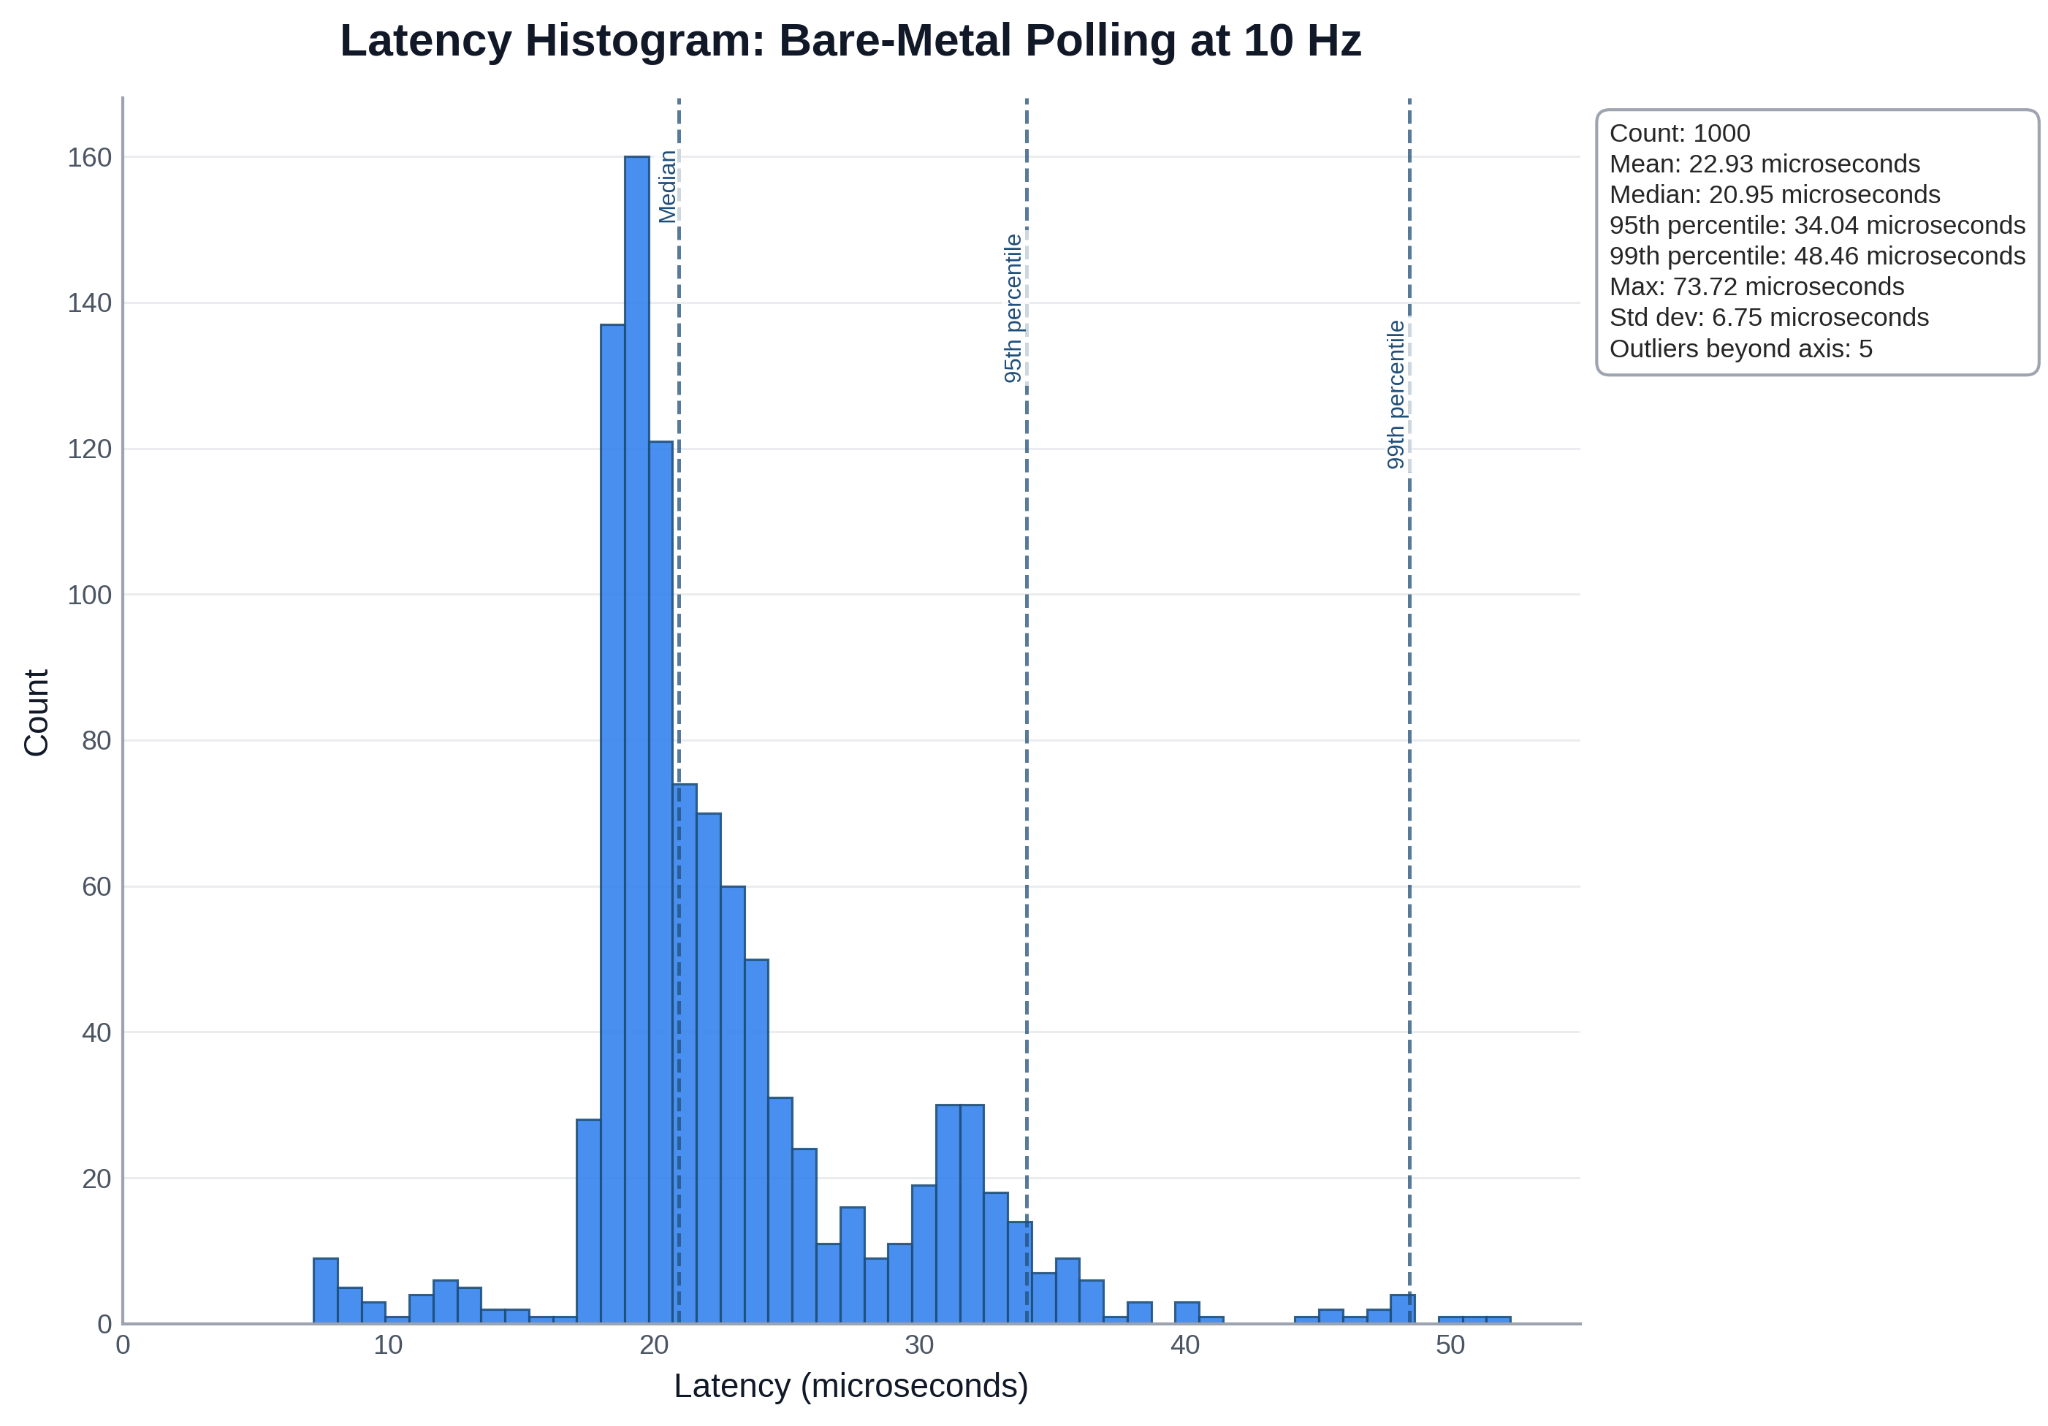 Latency Histogram: Bare-Metal Polling at 10 Hz
Count: 1000
Mean: 22.93 microseconds
Median: 20.95 microseconds
95th percentile: 34.04 microseconds
99th percentile: 48.46 microseconds
Max: 73.72 microseconds
Std dev: 6.75 microseconds
Outliers beyond axis: 5
Median
95th percentile
99th percentile
Count
160
140
120
100
80
60
40
20
0
0
10
20
30
40
50
Latency (microseconds)